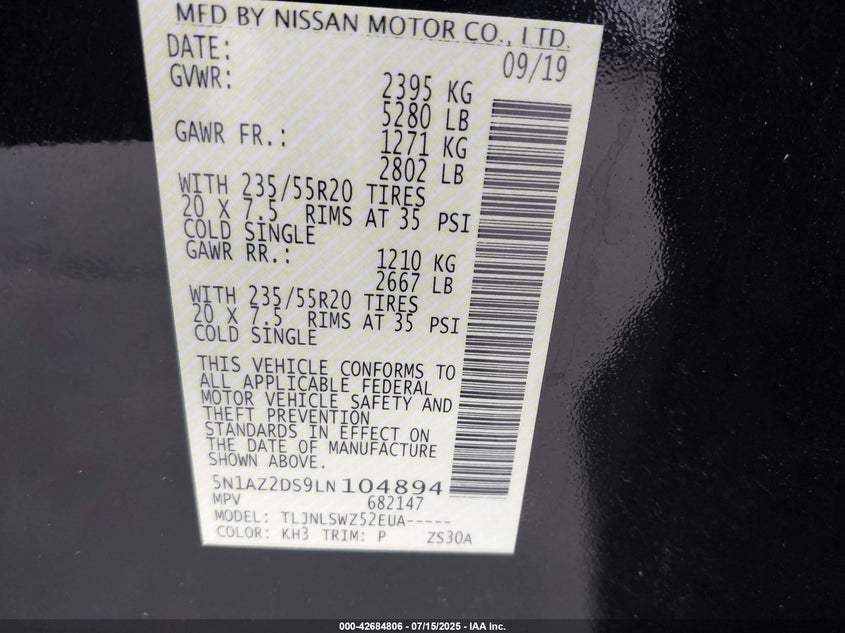 MFD BY NISSAN MOTOR CO., LTD.
DATE: 09/19
GVWR: 2395 KG
5280 LB
GAWR FR.: 1271 KG
2802 LB
WITH 235/55R20 TIRES
20 X 7.5 RIMS AT 35 PSI
COLD SINGLE
GAWR RR.: 1210 KG
2667 LB
WITH 235/55R20 TIRES
20 X 7.5 RIMS AT 35 PSI
COLD SINGLE
THIS VEHICLE CONFORMS TO
ALL APPLICABLE FEDERAL
MOTOR VEHICLE SAFETY AND
THEFT PREVENTION
STANDARDS IN EFFECT ON
THE DATE OF MANUFACTURE
SHOWN ABOVE.
5N1AZ2DS9LN104894
MPV 682147
MODEL: TLJNLSWZ52EUA-----
COLOR: KH3 TRIM: P ZS30A
000-42684806 - 07/15/2025 - IAA Inc.